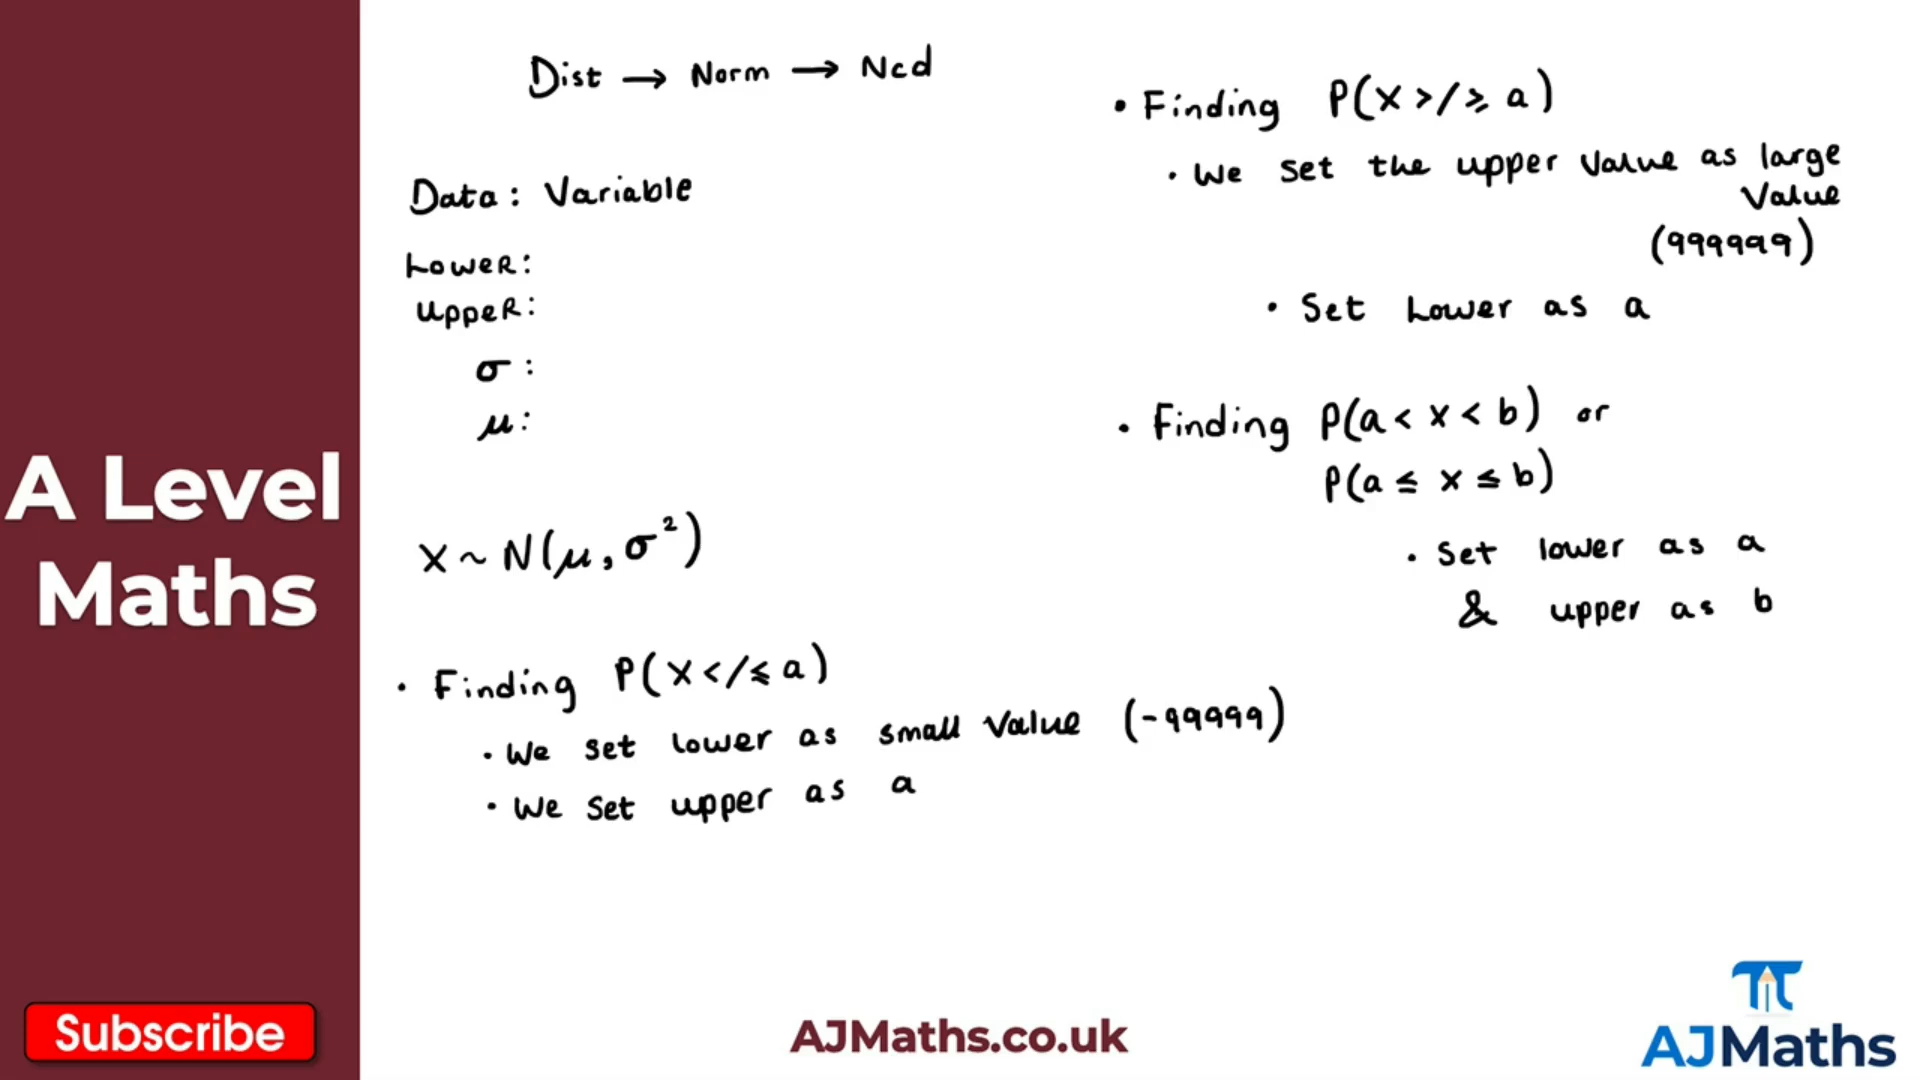 A Level
Maths
Subscribe
Dist → Norm → Ncd
Data: Variable
Lower:
Upper:
σ:
μ:
X ~ N(μ, σ²)
• Finding P(X </⩽ a)
• We set lower as small value (-99999)
• We set upper as a
• Finding P(X >/⩾ a)
• We set the upper value as large
Value
(999999)
• Set Lower as a
• Finding P(a < x < b) or
P(a ≤ x ≤ b)
• Set lower as a
& upper as b
AJMaths.co.uk
AJMaths